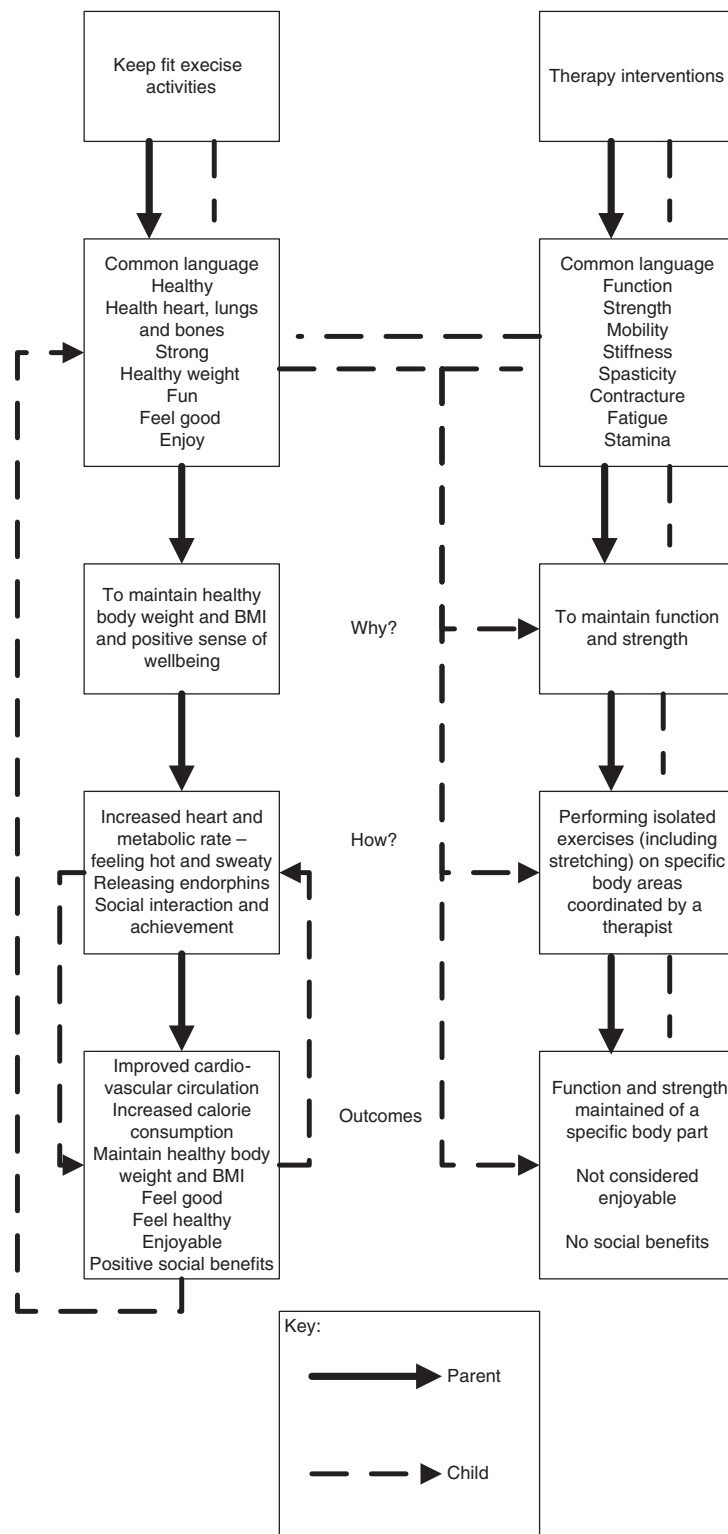 Keep fit execise
activities
Therapy interventions
Common language
Healthy
Health heart, lungs
and bones
Strong
Healthy weight
Fun
Feel good
Enjoy
Common language
Function
Strength
Mobility
Stiffness
Spasticity
Contracture
Fatigue
Stamina
To maintain healthy
body weight and BMI
and positive sense of
wellbeing
Why?
To maintain function
and strength
Increased heart and
metabolic rate –
feeling hot and sweaty
Releasing endorphins
Social interaction and
achievement
How?
Performing isolated
exercises (including
stretching) on specific
body areas
coordinated by a
therapist
Improved cardio-
vascular circulation
Increased calorie
consumption
Maintain healthy body
weight and BMI
Feel good
Feel healthy
Enjoyable
Positive social benefits
Outcomes
Function and strength
maintained of a
specific body part
Not considered
enjoyable
No social benefits
Key:
Parent
Child